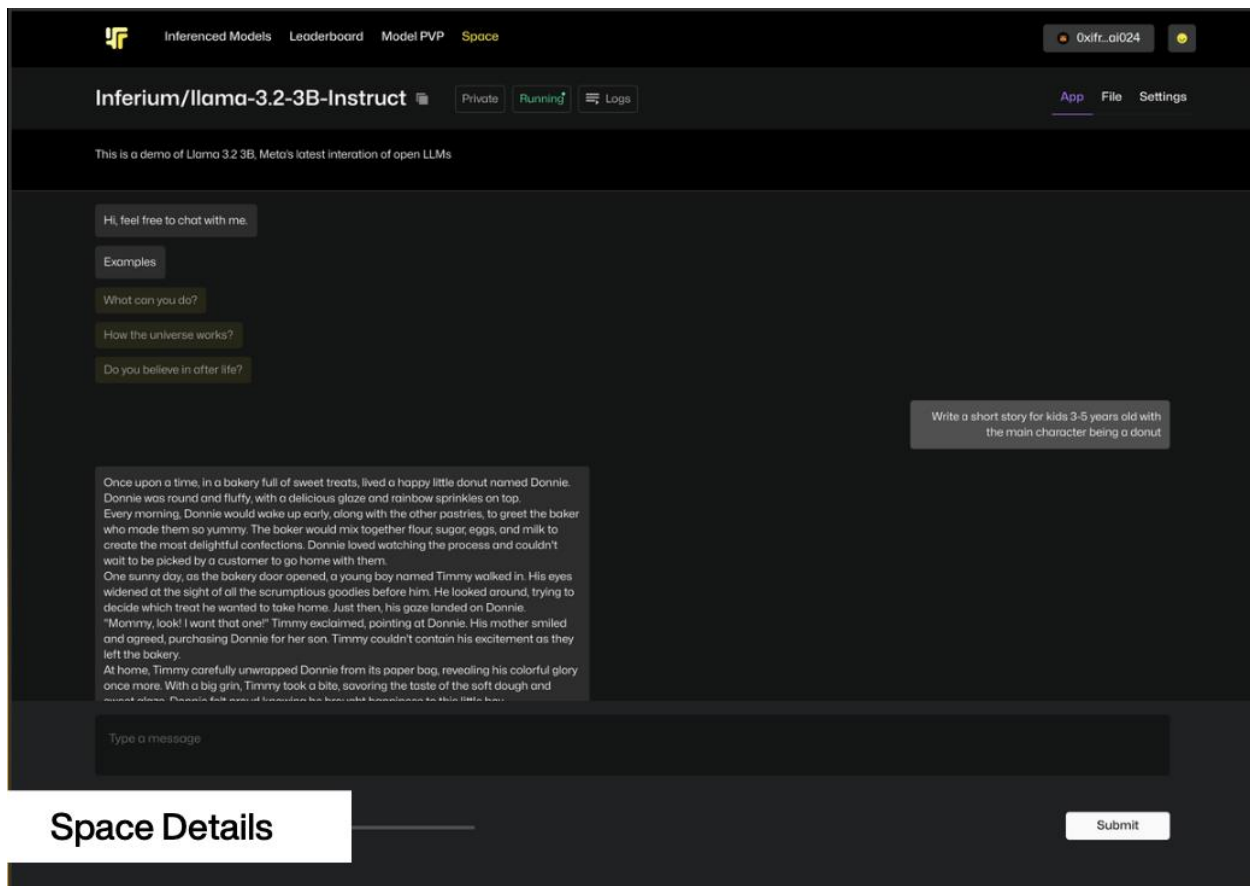 Inferenced Models Leaderboard Model PVP Space
0xifr...ai024
Inferium/llama-3.2-3B-Instruct
Private Running Logs
App File Settings
This is a demo of Llama 3.2 3B, Meta's latest interation of open LLMs
Hi, feel free to chat with me.
Examples
What can you do?
How the universe works?
Do you believe in after life?
Write a short story for kids 3-5 years old with
the main character being a donut
Once upon a time, in a bakery full of sweet treats, lived a happy little donut named Donnie.
Donnie was round and fluffy, with a delicious glaze and rainbow sprinkles on top.
Every morning, Donnie would wake up early, along with the other pastries, to greet the baker
who made them so yummy. The baker would mix together flour, sugar, eggs, and milk to
create the most delightful confections. Donnie loved watching the process and couldn't
wait to be picked by a customer to go home with them.
One sunny day, as the bakery door opened, a young boy named Timmy walked in. His eyes
widened at the sight of all the scrumptious goodies before him. He looked around, trying to
decide which treat he wanted to take home. Just then, his gaze landed on Donnie.
"Mommy, look! I want that one!" Timmy exclaimed, pointing at Donnie. His mother smiled
and agreed, purchasing Donnie for her son. Timmy couldn't contain his excitement as they
left the bakery.
At home, Timmy carefully unwrapped Donnie from its paper bag, revealing his colorful glory
once more. With a big grin, Timmy took a bite, savoring the taste of the soft dough and
sweet glaze. Donnie felt proud knowing he brought happiness to this little boy.
Type a message
Space Details
Submit